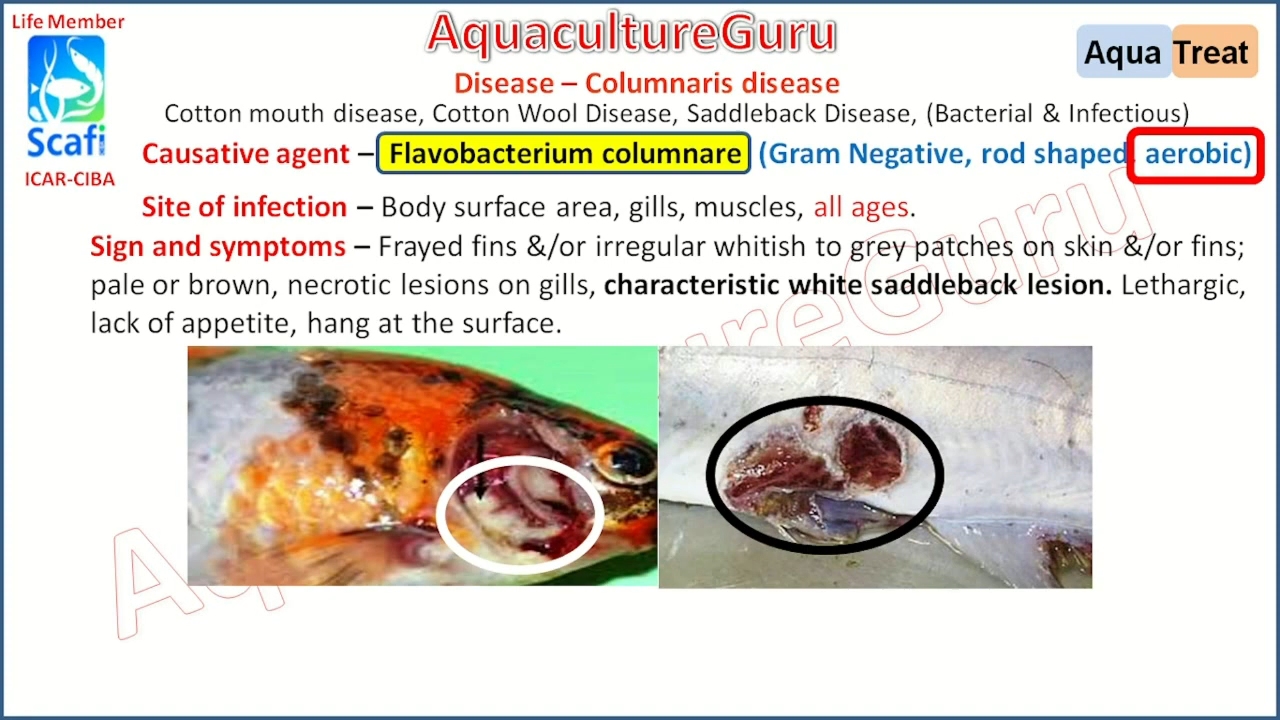 Life Member
AquacultureGuru
Aqua Treat
Scafi
ICAR-CIBA
Disease – Columnaris disease
Cotton mouth disease, Cotton Wool Disease, Saddleback Disease, (Bacterial & Infectious)
Causative agent – Flavobacterium columnare (Gram Negative, rod shaped, aerobic)
Site of infection – Body surface area, gills, muscles, all ages.
Sign and symptoms – Frayed fins &/or irregular whitish to grey patches on skin &/or fins;
pale or brown, necrotic lesions on gills, characteristic white saddleback lesion. Lethargic,
lack of appetite, hang at the surface.